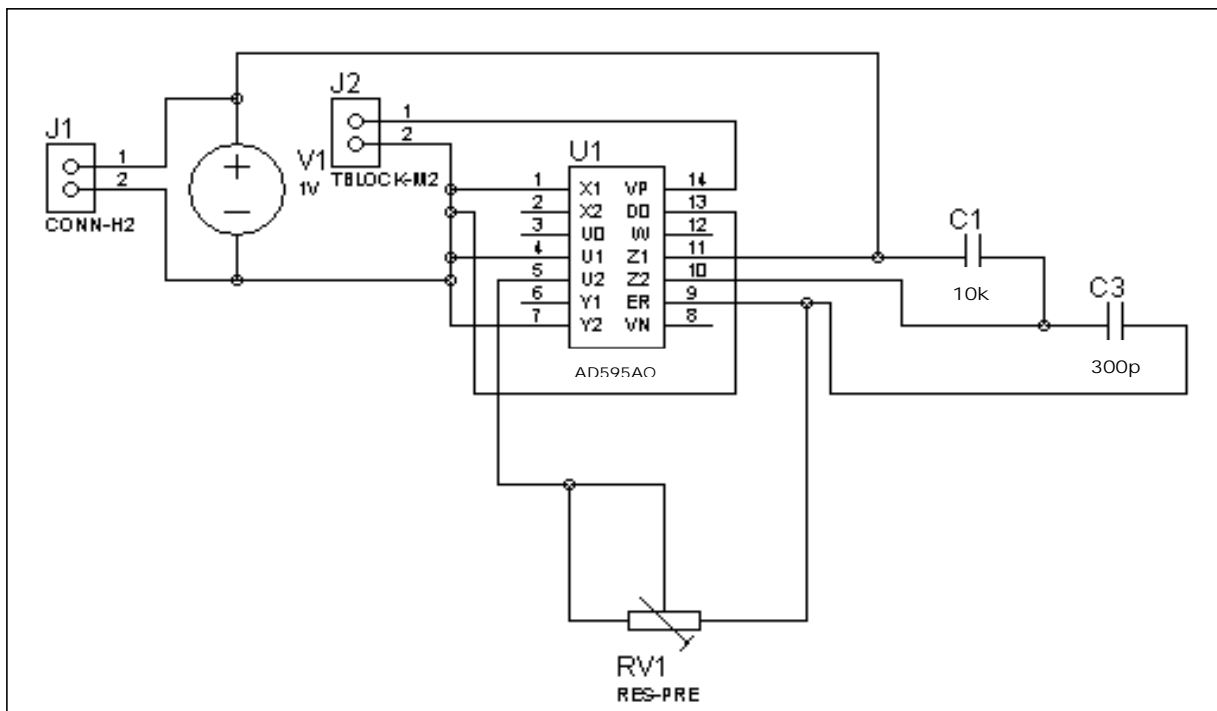 J1
1
2
CONN-H2
V1
1V
J2
1
2
TBLOCK-M2
U1
1 X1 VP 14
2 X2 DO 13
3 UO W 12
4 U1 Z1 11
5 U2 Z2 10
6 Y1 ER 9
7 Y2 VN 8
AD595AQ
C1
10k
C3
300p
RV1
RES-PRE